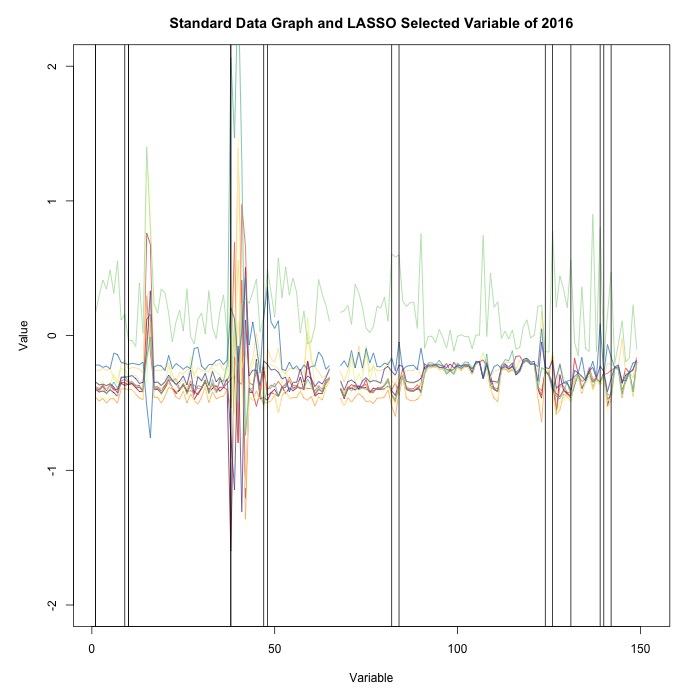 Standard Data Graph and LASSO Selected Variable of 2016
2
1
0
-1
-2
Value
0 50 100 150
Variable